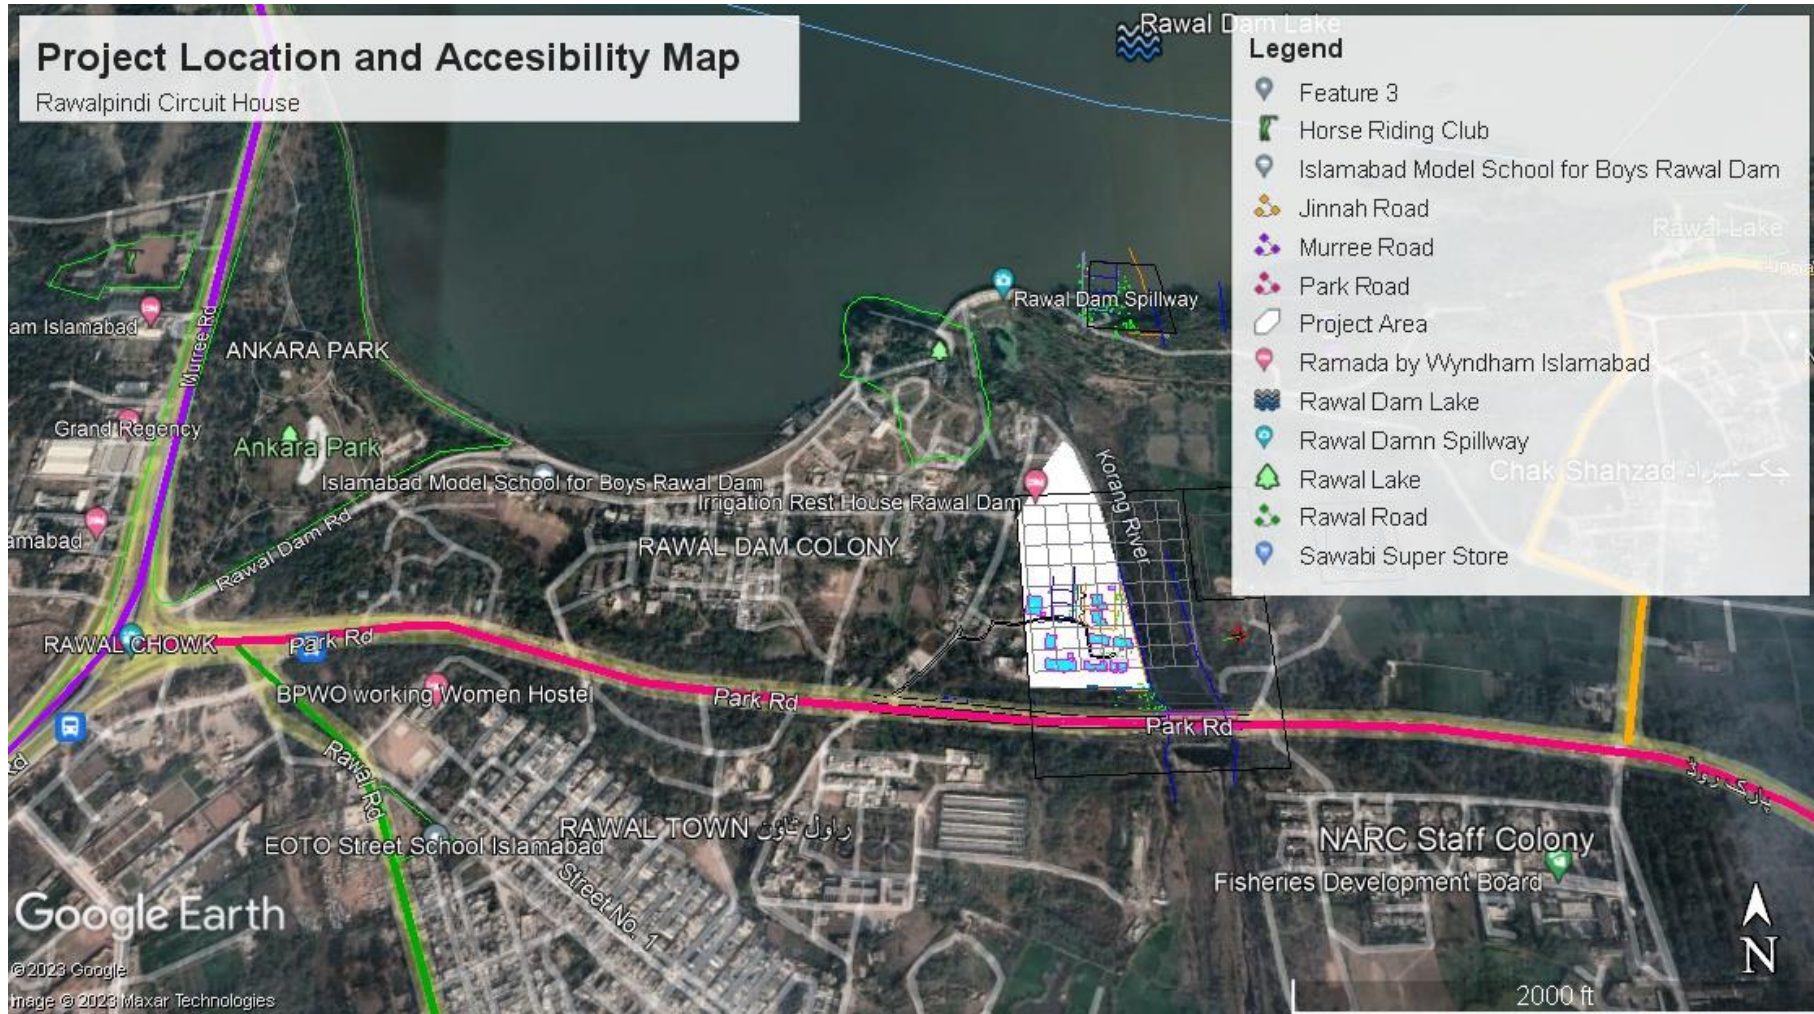 Project Location and Accesibility Map
Rawalpindi Circuit House
Rawal Dam Lake
Legend
Feature 3
Horse Riding Club
Islamabad Model School for Boys Rawal Dam
Jinnah Road
Murree Road
Park Road
Project Area
Ramada by Wyndham Islamabad
Rawal Dam Lake
Rawal Damn Spillway
Rawal Lake
Rawal Road
Sawabi Super Store
Rawal Lake
Chak Shahzad چک شہزاد
am Islamabad
Murree Rd
ANKARA PARK
Rawal Dam Spillway
Grand Regency
Ankara Park
Islamabad Model School for Boys Rawal Dam
Irrigation Rest House Rawal Dam
Korang River
amabad
Rawal Dam Rd
RAWAL DAM COLONY
RAWAL CHOWK
Park Rd
BPWO working Women Hostel
Park Rd
Park Rd
پارک روڈ
Rd
Rawal Rd
EOTO Street School Islamabad
RAWAL TOWN راول ٹاؤن
Street No. 1
NARC Staff Colony
Fisheries Development Board
Google Earth
©2023 Google
Image © 2023 Maxar Technologies
N
2000 ft